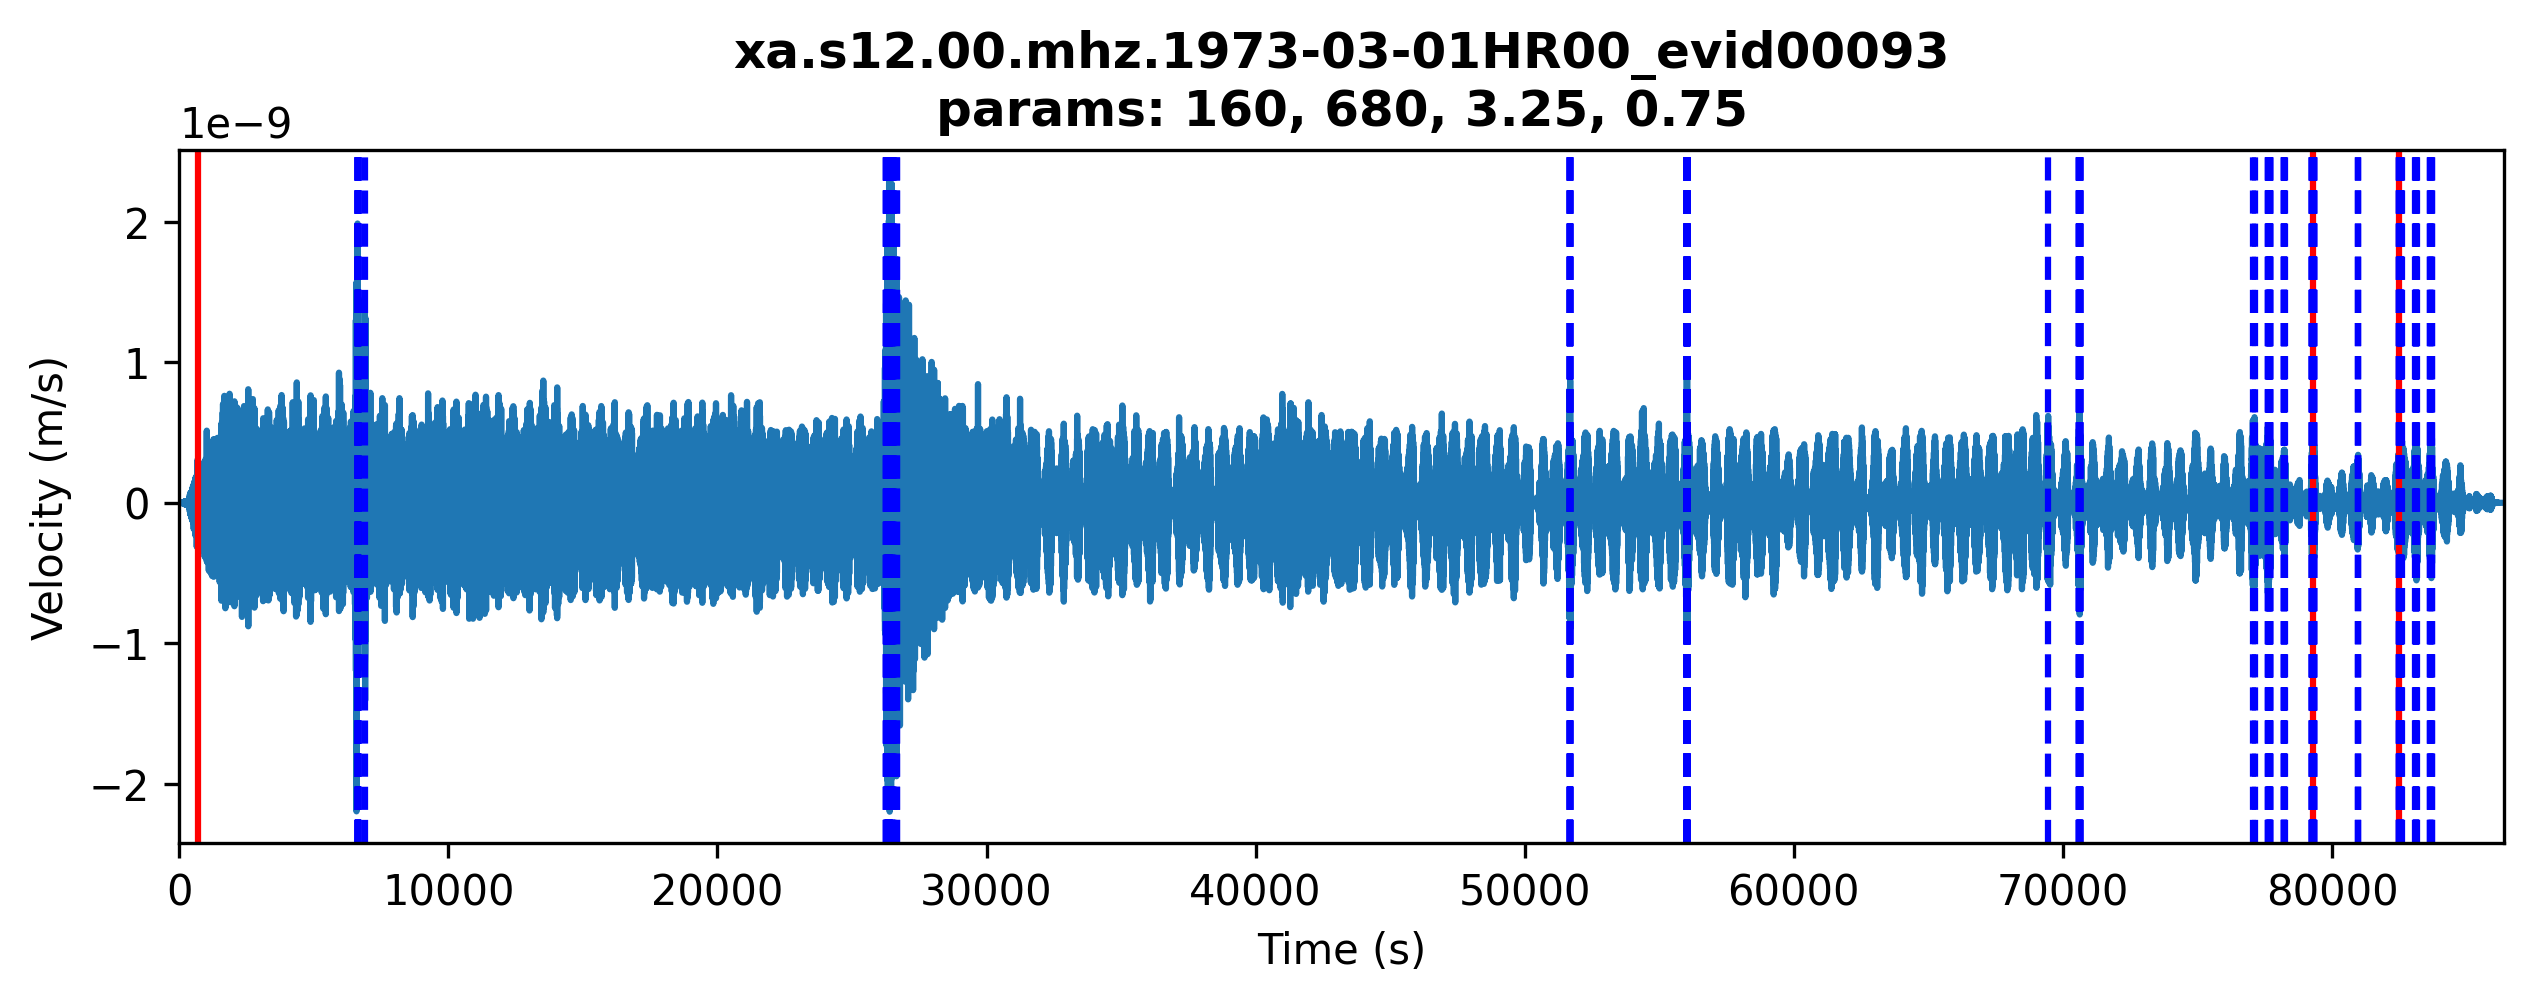 xa.s12.00.mhz.1973-03-01HR00_evid00093
params: 160, 680, 3.25, 0.75
1e−9
2
1
0
−1
−2
Velocity (m/s)
0 10000 20000 30000 40000 50000 60000 70000 80000
Time (s)